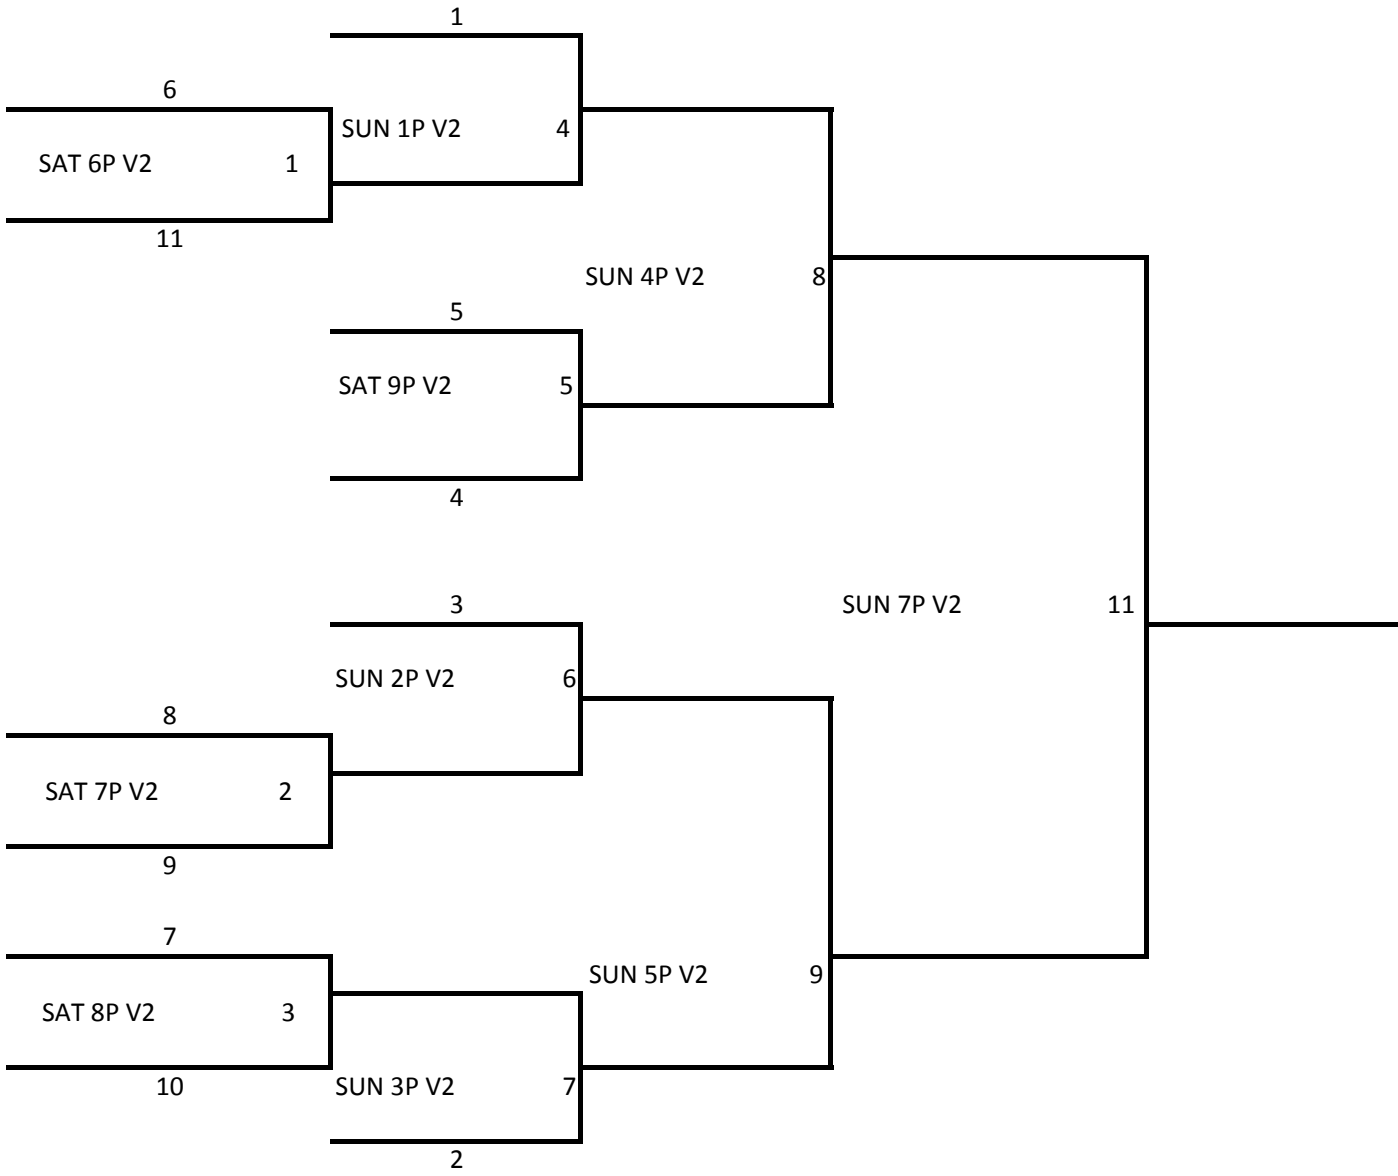 1
6
SUN 1P V2 4
SAT 6P V2 1
11
SUN 4P V2 8
5
SAT 9P V2 5
4
3
SUN 7P V2 11
SUN 2P V2 6
8
SAT 7P V2 2
9
7
SUN 5P V2 9
SAT 8P V2 3
10
SUN 3P V2 7
2